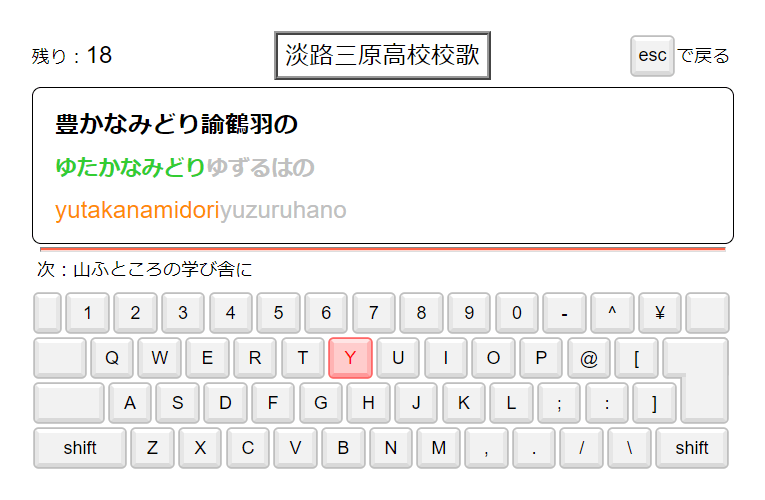 残り：18 淡路三原高校校歌 esc で戻る
豊かなみどり諭鶴羽の
ゆたかなみどりゆずるはの
yutakanamidoriyuzuruhano
次：山ふところの学び舎に
1 2 3 4 5 6 7 8 9 0 - ^ ¥
Q W E R T Y U I O P @ [
A S D F G H J K L ; : ]
shift Z X C V B N M , . / \ shift